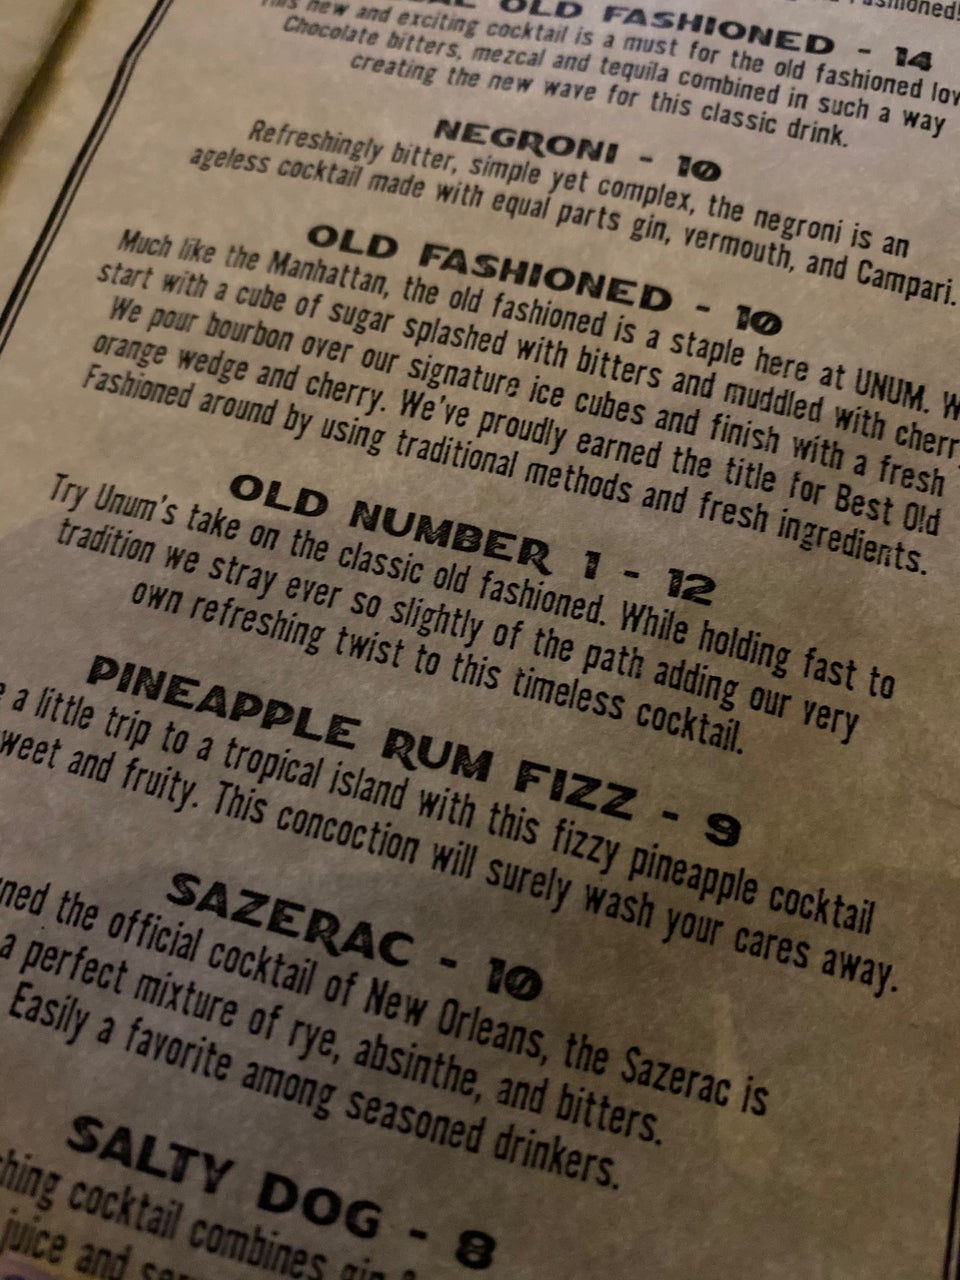 OLD FASHIONED - 14
This new and exciting cocktail is a must for the old fashioned
Chocolate bitters, mezcal and tequila combined in such a way
creating the new wave for this classic drink.
NEGRONI - 10
Refreshingly bitter, simple yet complex, the negroni is an
ageless cocktail made with equal parts gin, vermouth, and Campari.
OLD FASHIONED - 10
Much like the Manhattan, the old fashioned is a staple here at UNUM.
start with a cube of sugar splashed with bitters and muddled with
We pour bourbon over our signature ice cubes and finish with a fresh
orange wedge and cherry. We've proudly earned the title for Best Old
Fashioned around by using traditional methods and fresh ingredients.
OLD NUMBER 1 - 12
Try Unum's take on the classic old fashioned. While holding fast to
tradition we stray ever so slightly of the path adding our very
own refreshing twist to this timeless cocktail.
PINEAPPLE RUM FIZZ - 9
a little trip to a tropical island with this fizzy pineapple cocktail
weet and fruity. This concoction will surely wash your cares away.
SAZERAC - 10
ned the official cocktail of New Orleans, the Sazerac is
a perfect mixture of rye, absinthe, and bitters.
Easily a favorite among seasoned drinkers.
SALTY DOG - 8
hing cocktail combines gin
juice and